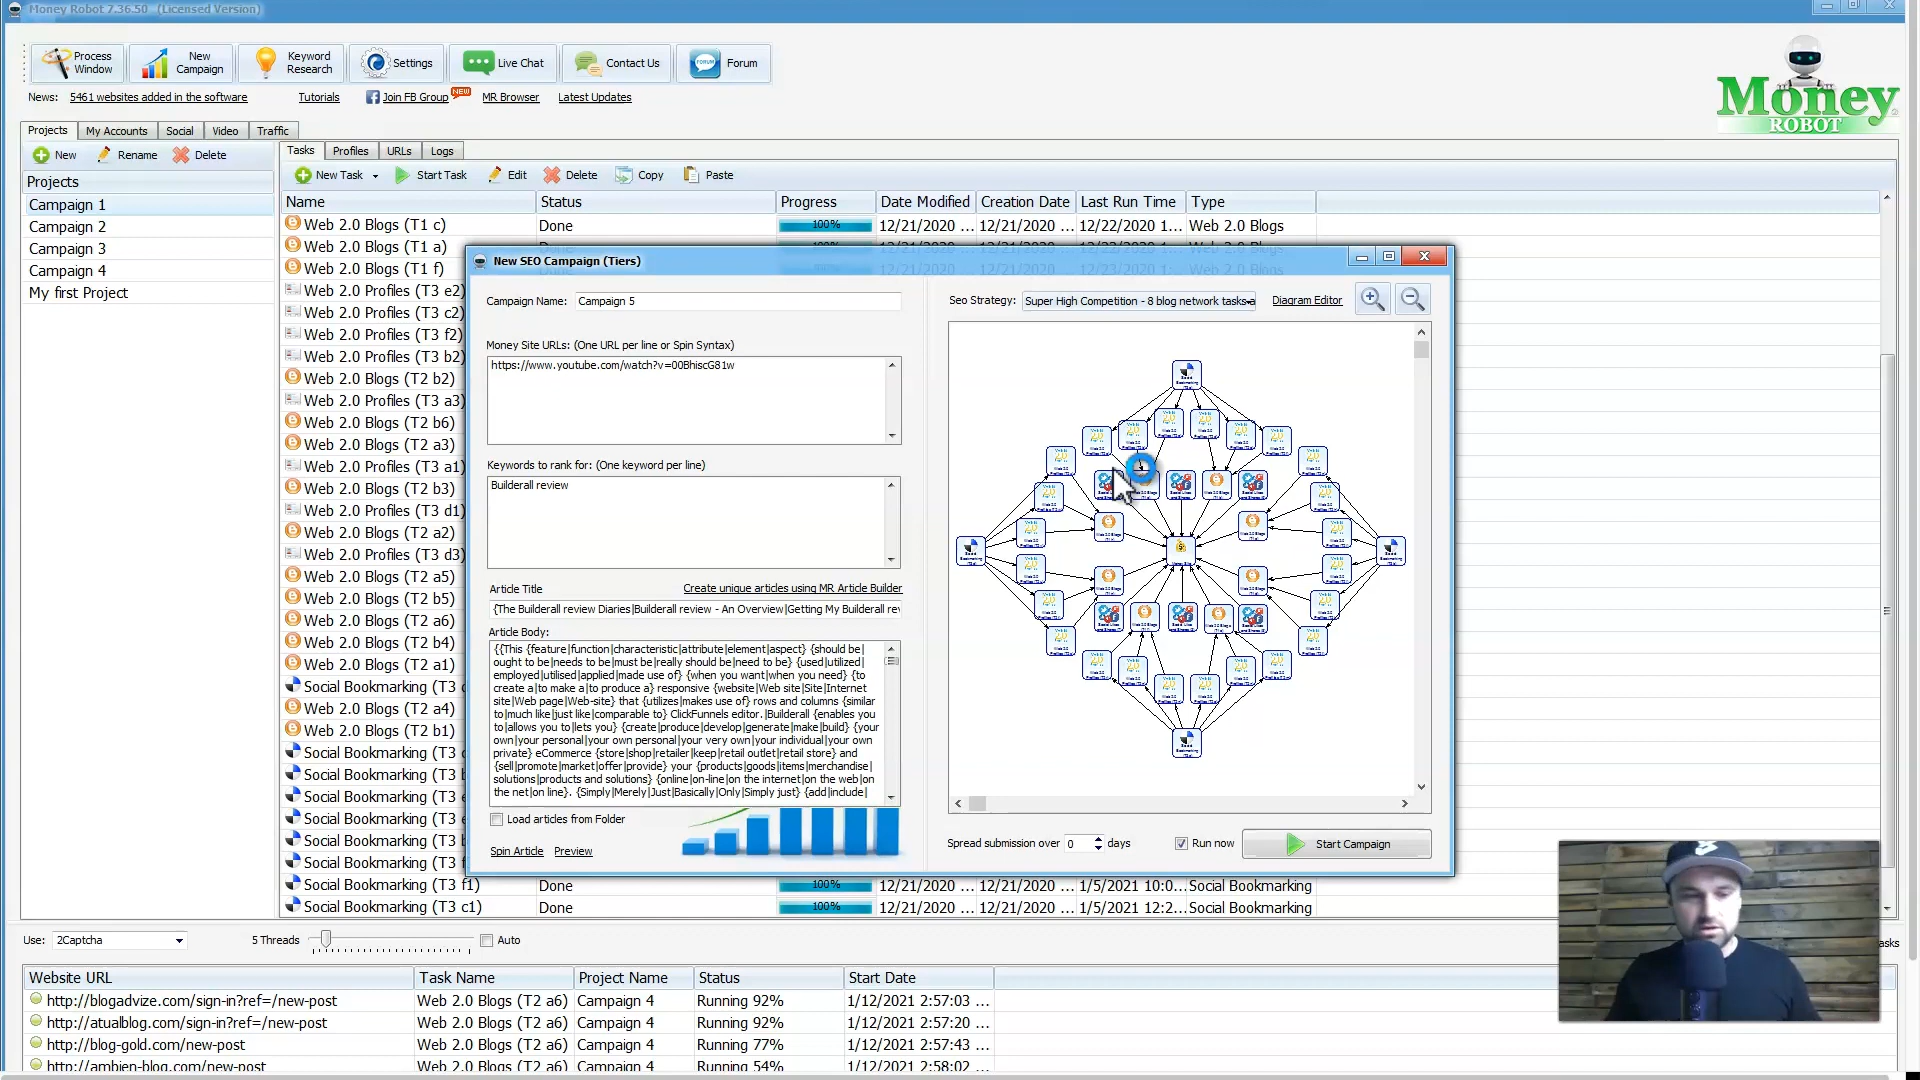 Money Robot 7.36.50 (Licensed Version)
Process Window
New Campaign
Keyword Research
Settings
Live Chat
Contact Us
FORUM
Forum
Money ROBOT
News: 5461 websites added in the software
Tutorials
Join FB Group NEW
MR Browser
Latest Updates
Projects My Accounts Social Video Traffic
New Rename Delete
Projects
Campaign 1
Campaign 2
Campaign 3
Campaign 4
My first Project
Tasks Profiles URLs Logs
New Task Start Task Edit Delete Copy Paste
Name Status Progress Date Modified Creation Date Last Run Time Type
Web 2.0 Blogs (T1 c) Done 100% 12/21/2020 ... 12/21/2020 ... 12/22/2020 1... Web 2.0 Blogs
Web 2.0 Blogs (T1 a)
Web 2.0 Blogs (T1 f)
Web 2.0 Profiles (T3 e2)
Web 2.0 Profiles (T3 c2)
Web 2.0 Profiles (T3 f2)
Web 2.0 Profiles (T3 b2)
Web 2.0 Blogs (T2 b2)
Web 2.0 Profiles (T3 a3)
Web 2.0 Blogs (T2 b6)
Web 2.0 Blogs (T2 a3)
Web 2.0 Profiles (T3 a1)
Web 2.0 Blogs (T2 b3)
Web 2.0 Profiles (T3 d1)
Web 2.0 Blogs (T2 a2)
Web 2.0 Profiles (T3 d3)
Web 2.0 Blogs (T2 a5)
Web 2.0 Blogs (T2 b5)
Web 2.0 Blogs (T2 a6)
Web 2.0 Blogs (T2 b4)
Web 2.0 Blogs (T2 a1)
Social Bookmarking (T3
Web 2.0 Blogs (T2 a4)
Web 2.0 Blogs (T2 b1)
Social Bookmarking (T3
Social Bookmarking (T3
Social Bookmarking (T3
Social Bookmarking (T3
Social Bookmarking (T3
Social Bookmarking (T3
Social Bookmarking (T3 f1) Done 100% 12/21/2020 ... 12/21/2020 ... 1/5/2021 10:0... Social Bookmarking
Social Bookmarking (T3 c1) Done 100% 12/21/2020 ... 12/21/2020 ... 1/5/2021 12:2... Social Bookmarking
New SEO Campaign (Tiers)
Campaign Name: Campaign 5
Money Site URLs: (One URL per line or Spin Syntax)
https://www.youtube.com/watch?v=00BhiscG81w
Keywords to rank for: (One keyword per line)
Builderall review
Article Title
Create unique articles using MR Article Builder
{The Builderall review Diaries|Builderall review - An Overview|Getting My Builderall rev
Article Body:
{{This {feature|function|characteristic|attribute|element|aspect} {should be|
ought to be|needs to be|must be|really should be|need to be} {used|utilized|
employed|utilised|applied|made use of} {when you want|when you need} {to
create a|to make a|to produce a} responsive {website|Web site|Site|Internet
site|Web page|Web-site} that {utilizes|makes use of} rows and columns {similar
to|much like|just like|comparable to} ClickFunnels editor.|Builderall {enables you
to|allows you to|lets you} {create|produce|develop|generate|make|build} {your
own|your personal|your own personal|your very own|your individual|your own
private} eCommerce {store|shop|retailer|keep|retail outlet|retail store} and
{sell|promote|market|offer|provide} your {products|goods|items|merchandise|
solutions|products and solutions} {online|on-line|on the internet|on the web|on
the net|on line}. {Simply|Merely|Just|Basically|Only|Simply just} {add|include|
Load articles from Folder
Spin Article Preview
Seo Strategy: Super High Competition - 8 blog network tasks a
Diagram Editor
Spread submission over 0 days
Run now
Start Campaign
Use: 2Captcha
5 Threads
Auto
asks
Website URL Task Name Project Name Status Start Date
http://blogadvize.com/sign-in?ref=/new-post Web 2.0 Blogs (T2 a6) Campaign 4 Running 92% 1/12/2021 2:57:03 ...
http://atualblog.com/sign-in?ref=/new-post Web 2.0 Blogs (T2 a6) Campaign 4 Running 92% 1/12/2021 2:57:20 ...
http://blog-gold.com/new-post Web 2.0 Blogs (T2 a6) Campaign 4 Running 77% 1/12/2021 2:57:43 ...
http://ambien-blog.com/new-post Web 2.0 Blogs (T2 a6) Campaign 4 Running 54% 1/12/2021 2:58:02 ...